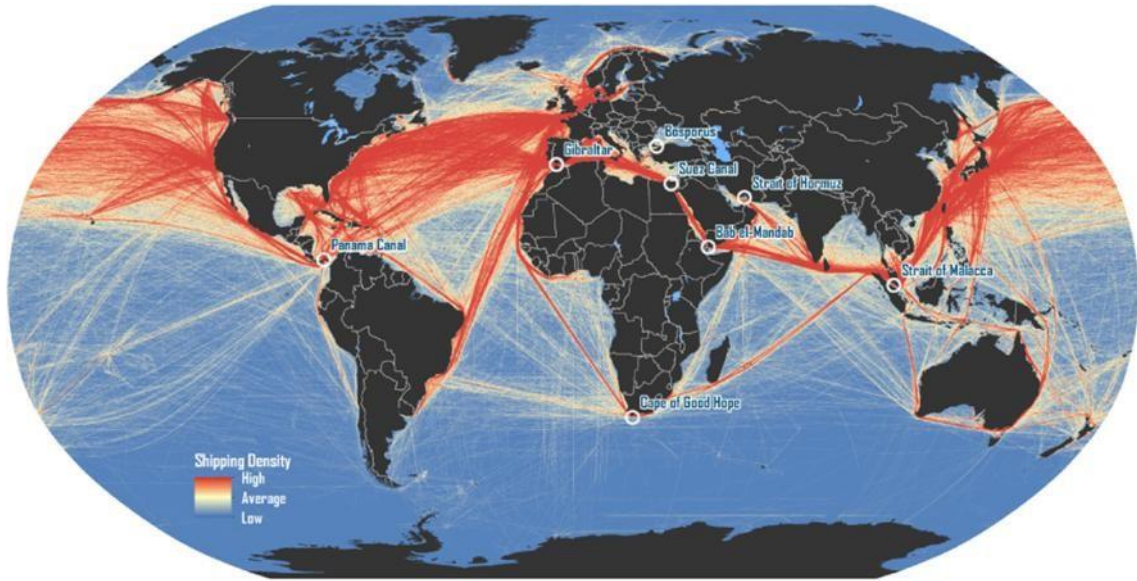 Bosporus
Gibraltar
Suez Canal
Strait of Hormuz
Bab el-Mandab
Panama Canal
Strait of Malacca
Cape of Good Hope
Shipping Density
High
Average
Low